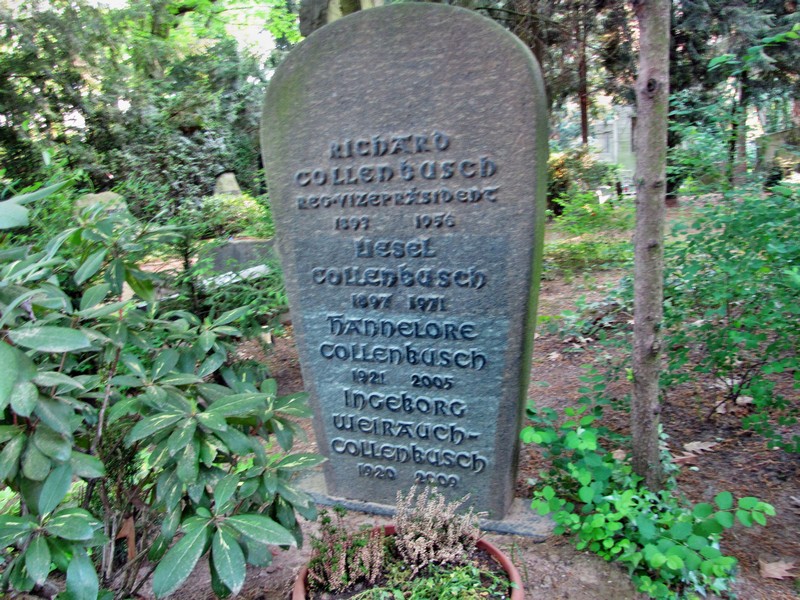 RICHARD
COLLENBUSCH
REG·VIZEPRÄSIDENT
1893 1956
LIESEL
COLLENBUSCH
1897 1971
HANNELORE
COLLENBUSCH
1921 2005
INGEBORG
WEIRAUCH-
COLLENBUSCH
1920 2009